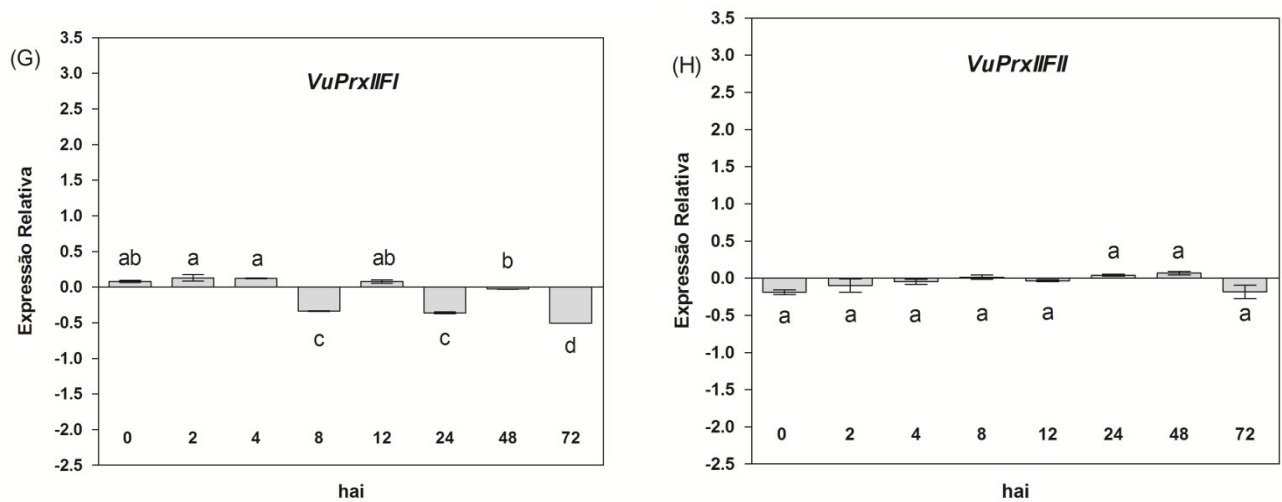 (G)
VuPrxIIFI
Expressão Relativa
3.5
3.0
2.5
2.0
1.5
1.0
0.5
0.0
-0.5
-1.0
-1.5
-2.0
-2.5
ab a a c ab c b d
0 2 4 8 12 24 48 72
hai
(H)
VuPrxIIFII
Expressão Relativa
3.5
3.0
2.5
2.0
1.5
1.0
0.5
0.0
-0.5
-1.0
-1.5
-2.0
-2.5
a a a a a a a a
0 2 4 8 12 24 48 72
hai